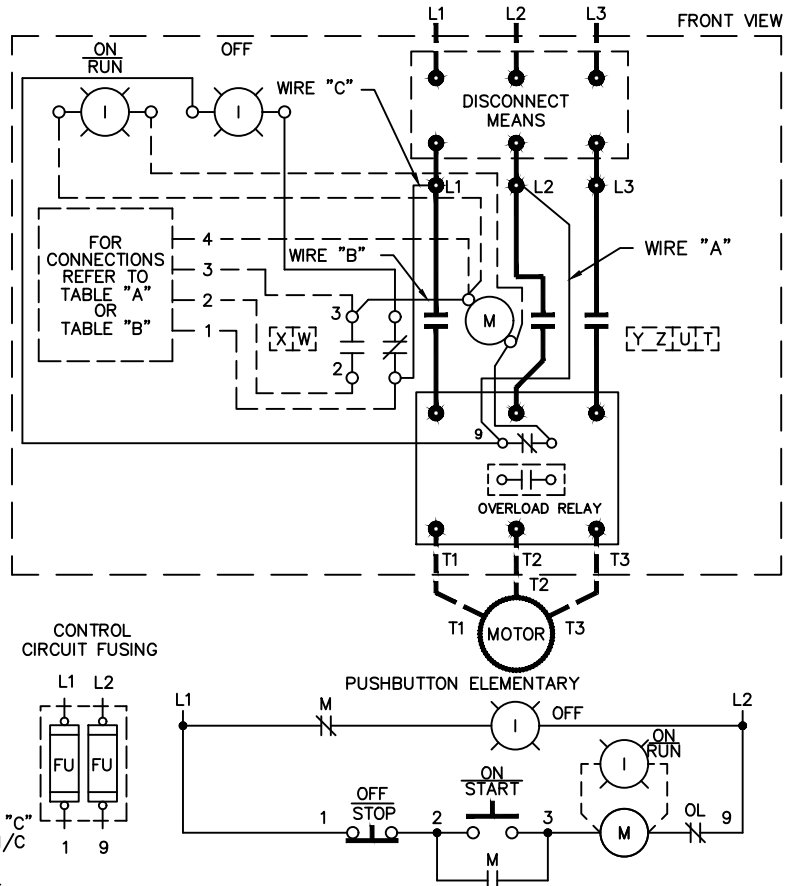 L1 L2 L3
FRONT VIEW
ON
RUN
OFF
I
I
WIRE "C"
DISCONNECT
MEANS
L1 L2 L3
FOR
CONNECTIONS
REFER TO
TABLE "A"
OR
TABLE "B"
4
3
2
1
WIRE "B"
WIRE "A"
3
2
X W
M
Y Z U T
9
OVERLOAD RELAY
T1 T2 T3
T2
T1 MOTOR T3
CONTROL
CIRCUIT FUSING
L1 L2
FU FU
"C"
/C
1 9
PUSHBUTTON ELEMENTARY
L1 M I OFF L2
ON
RUN
I
OFF
STOP
ON
START
1 2 3 M OL 9
M